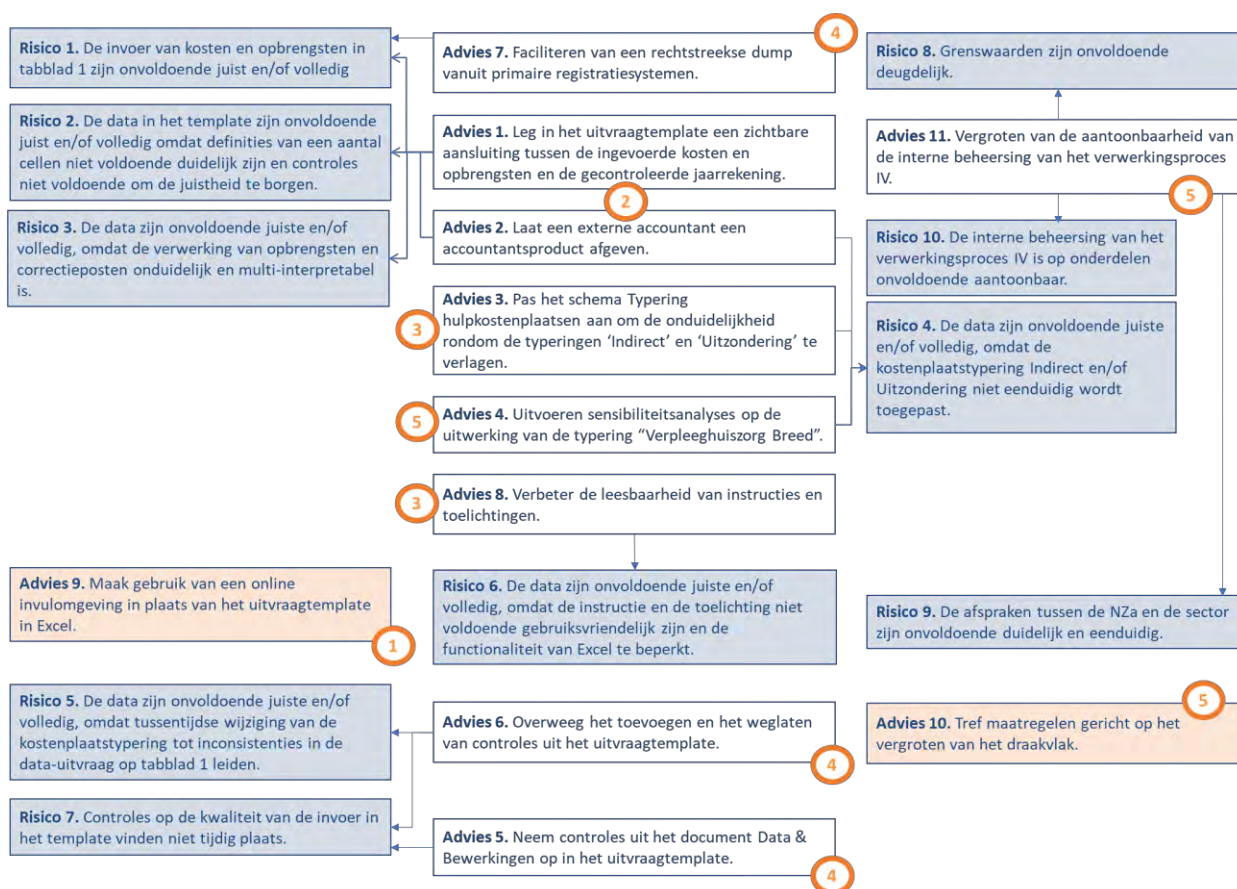 Risico 1. De invoer van kosten en opbrengsten in
tabblad 1 zijn onvoldoende juist en/of volledig
Advies 7. Faciliteren van een rechtstreekse dump
vanuit primaire registratiesystemen.
4
Risico 8. Grenswaarden zijn onvoldoende
deugdelijk.
Risico 2. De data in het template zijn onvoldoende
juist en/of volledig omdat definities van een aantal
cellen niet voldoende duidelijk zijn en controles
niet voldoende om de juistheid te borgen.
Advies 1. Leg in het uitvraagtemplate een zichtbare
aansluiting tussen de ingevoerde kosten en
opbrengsten en de gecontroleerde jaarrekening.
2
Advies 11. Vergroten van de aantoonbaarheid van
de interne beheersing van het verwerkingsproces
IV.
5
Risico 3. De data zijn onvoldoende juiste en/of
volledig, omdat de verwerking van opbrengsten en
correctieposten onduidelijk en multi-interpretabel
is.
Advies 2. Laat een externe accountant een
accountantsproduct afgeven.
Risico 10. De interne beheersing van het
verwerkingsproces IV is op onderdelen
onvoldoende aantoonbaar.
3
Advies 3. Pas het schema Typering
hulpkostenplaatsen aan om de onduidelijkheid
rondom de typeringen ‘Indirect’ en ‘Uitzondering’ te
verlagen.
Risico 4. De data zijn onvoldoende juiste
en/of volledig, omdat de
kostenplaatstypering Indirect en/of
Uitzondering niet eenduidig wordt
toegepast.
5
Advies 4. Uitvoeren sensibiliteitsanalyses op de
uitwerking van de typering “Verpleeghuiszorg Breed”.
3
Advies 8. Verbeter de leesbaarheid van instructies en
toelichtingen.
Advies 9. Maak gebruik van een online
invulomgeving in plaats van het uitvraagtemplate
in Excel.
1
Risico 6. De data zijn onvoldoende juiste en/of
volledig, omdat de instructie en de toelichting niet
voldoende gebruiksvriendelijk zijn en de
functionaliteit van Excel te beperkt.
Risico 9. De afspraken tussen de NZa en de sector
zijn onvoldoende duidelijk en eenduidig.
Risico 5. De data zijn onvoldoende juiste en/of
volledig, omdat tussentijdse wijziging van de
kostenplaatstypering tot inconsistenties in de
data-uitvraag op tabblad 1 leiden.
Advies 6. Overweeg het toevoegen en het weglaten
van controles uit het uitvraagtemplate.
4
5
Advies 10. Tref maatregelen gericht op het
vergroten van het draakvlak.
Risico 7. Controles op de kwaliteit van de invoer in
het template vinden niet tijdig plaats.
Advies 5. Neem controles uit het document Data &
Bewerkingen op in het uitvraagtemplate.
4